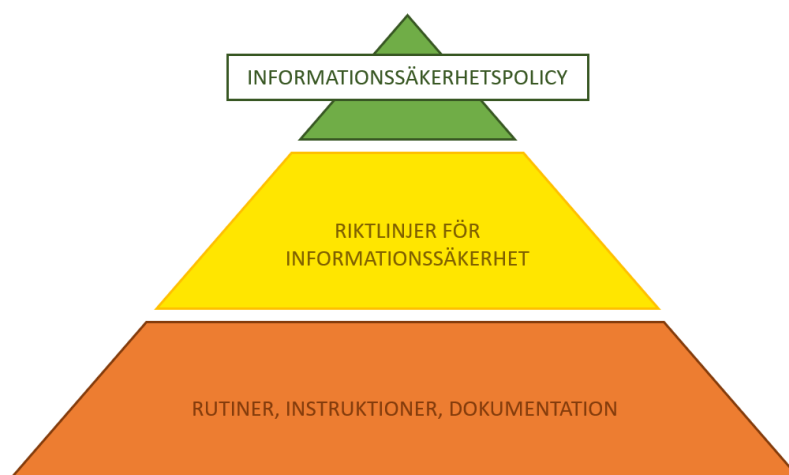 INFORMATIONSSÄKERHETSPOLICY
RIKTLINJER FÖR
INFORMATIONSSÄKERHET
RUTINER, INSTRUKTIONER, DOKUMENTATION